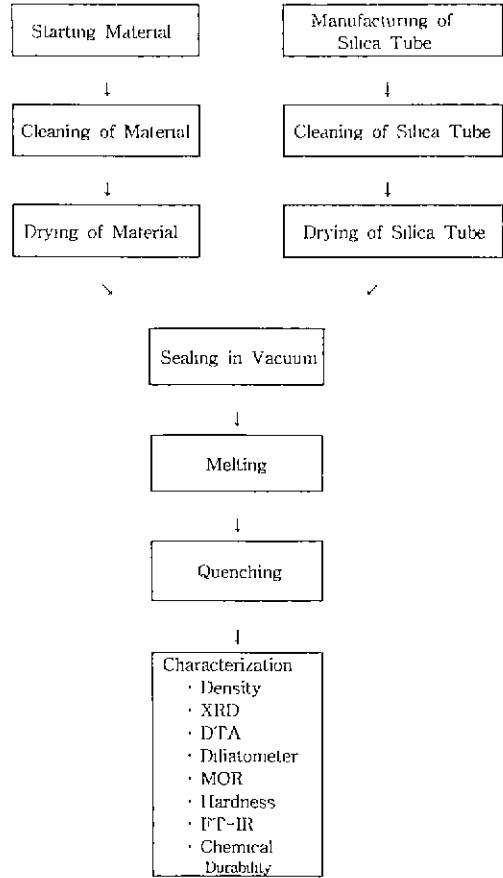 Starting Material
Manufacturing of
Silica Tube
↓
↓
Cleaning of Material
Cleaning of Silica Tube
↓
↓
Drying of Material
Drying of Silica Tube
↘
↙
Sealing in Vacuum
↓
Melting
↓
Quenching
↓
Characterization
· Density
· XRD
· DTA
· Diliatometer
· MOR
· Hardness
· FT-IR
· Chemical
Durability